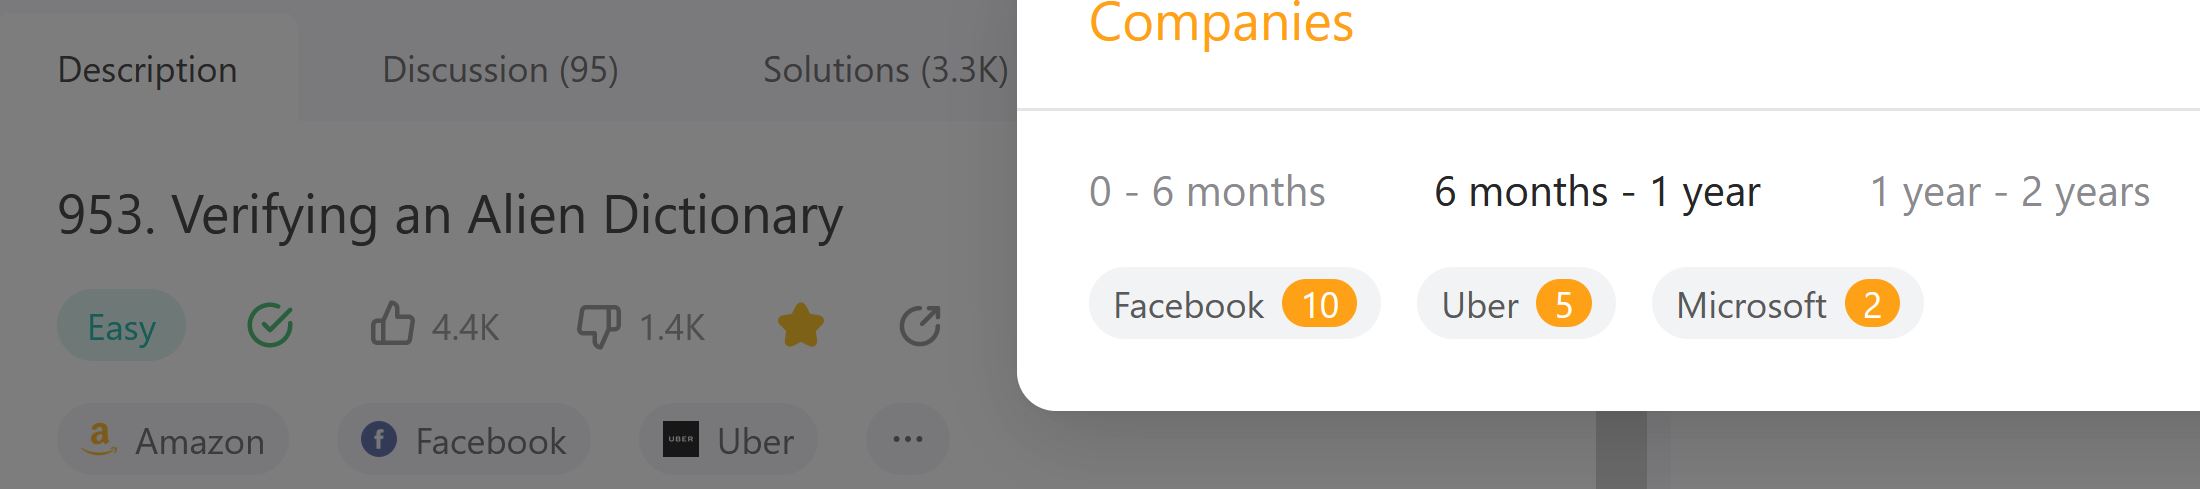 Description Discussion (95) Solutions (3.3K)
953. Verifying an Alien Dictionary
Easy 4.4K 1.4K
a Amazon f Facebook UBER Uber ...
Companies
0 - 6 months 6 months - 1 year 1 year - 2 years
Facebook 10 Uber 5 Microsoft 2